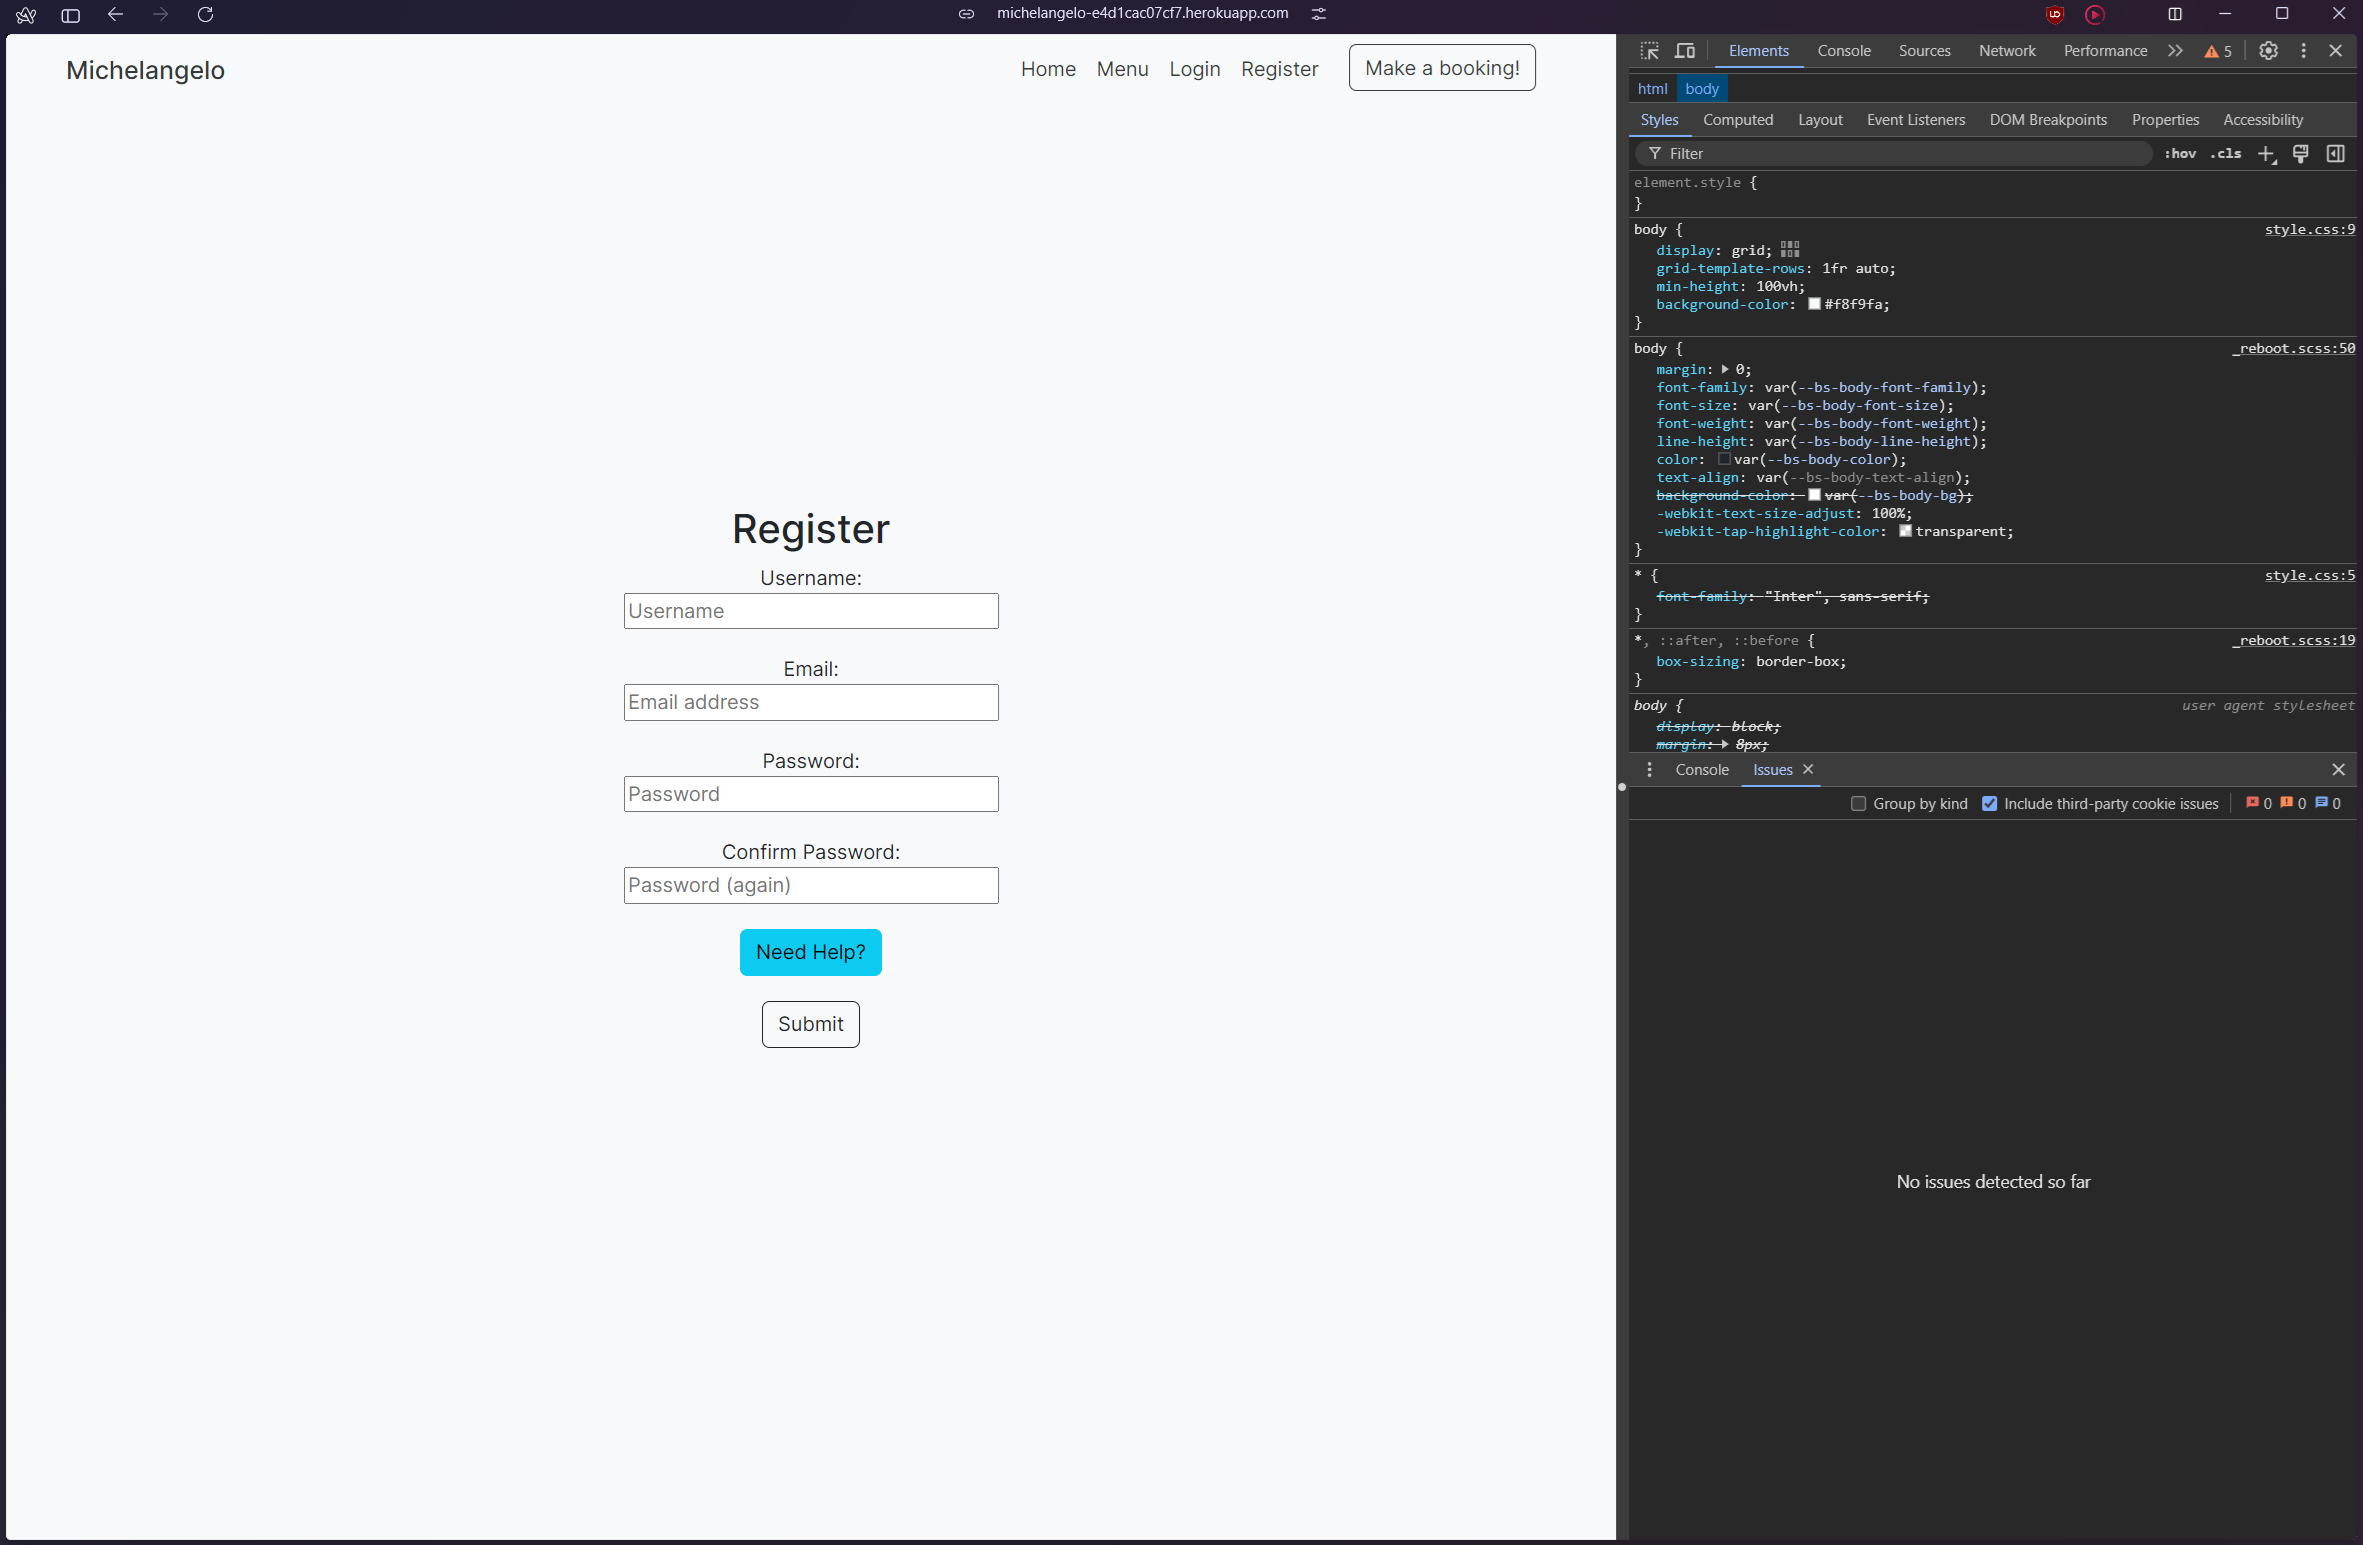 michelangelo-e4d1cac07cf7.herokuapp.com
Michelangelo
Home Menu Login Register Make a booking!
Register
Username:
Username
Email:
Email address
Password:
Password
Confirm Password:
Password (again)
Need Help?
Submit
Elements Console Sources Network Performance 5
html body
Styles Computed Layout Event Listeners DOM Breakpoints Properties Accessibility
Filter :hov .cls
element.style {
}
body { style.css:9
display: grid;
grid-template-rows: 1fr auto;
min-height: 100vh;
background-color: #f8f9fa;
}
body { _reboot.scss:50
margin: 0;
font-family: var(--bs-body-font-family);
font-size: var(--bs-body-font-size);
font-weight: var(--bs-body-font-weight);
line-height: var(--bs-body-line-height);
color: var(--bs-body-color);
text-align: var(--bs-body-text-align);
background-color: var(--bs-body-bg);
-webkit-text-size-adjust: 100%;
-webkit-tap-highlight-color: transparent;
}
* { style.css:5
font-family: "Inter", sans-serif;
}
*, ::after, ::before { _reboot.scss:19
box-sizing: border-box;
}
body { user agent stylesheet
display: block;
margin: 8px;
Console Issues
Group by kind Include third-party cookie issues 0 0 0
No issues detected so far